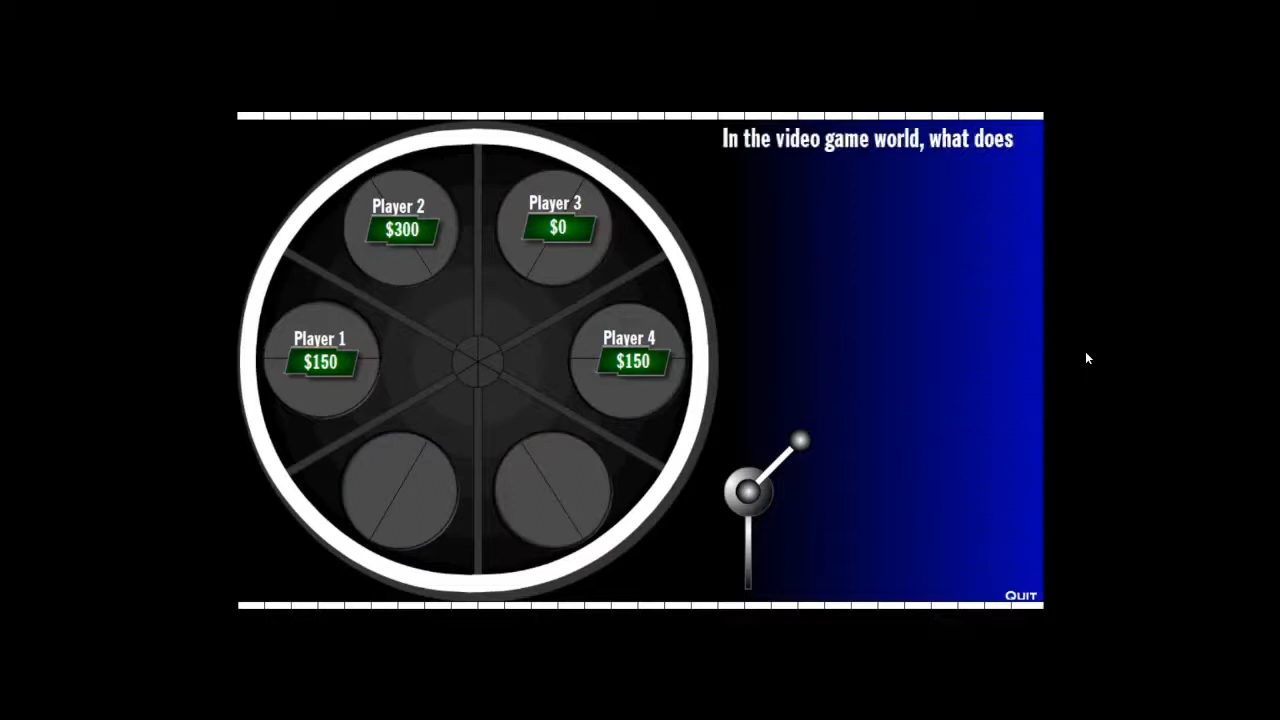 In the video game world, what does
Player 2
$300
Player 3
$0
Player 1
$150
Player 4
$150
QUIT